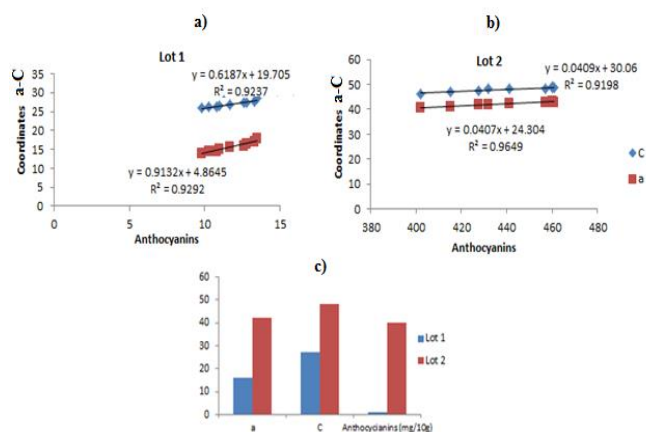 a)
Lot 1
Coordinates a-C
35
30
25
20
15
10
5
0
y = 0.6187x + 19.705
R² = 0.9237
y = 0.9132x + 4.8645
R² = 0.9292
0
5
10
15
Anthocyanins
b)
Lot 2
Coordinates a-C
60
50
40
30
20
10
0
y = 0.0409x + 30.06
R² = 0.9198
y = 0.0407x + 24.304
R² = 0.9649
380
400
420
440
460
480
Anthocyanins
C
a
c)
60
50
40
30
20
10
0
a
C
Anthocyianins (mg/10g)
Lot 1
Lot 2